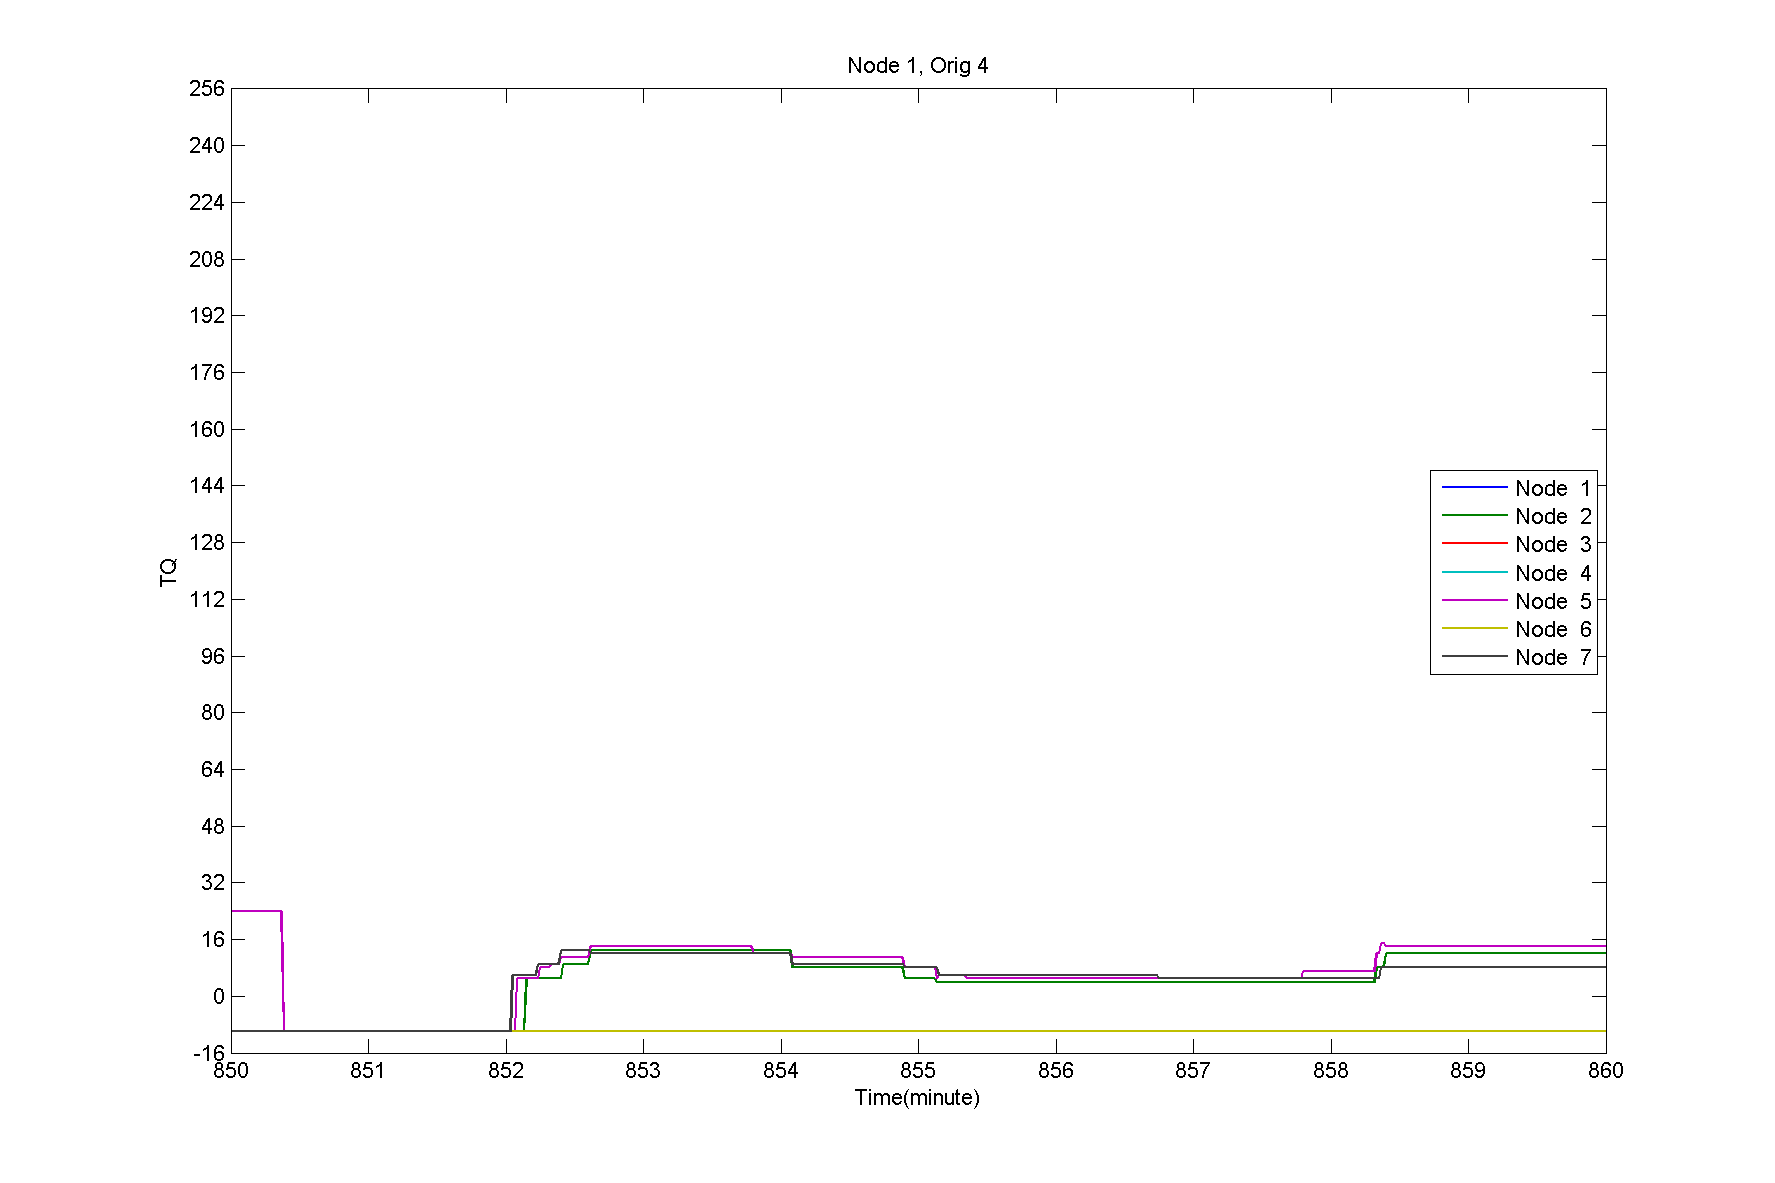 Node 1, Orig 4
256
240
224
208
192
176
160
144
128
112
96
80
64
48
32
16
0
-16
TQ
Node 1
Node 2
Node 3
Node 4
Node 5
Node 6
Node 7
850 851 852 853 854 855 856 857 858 859 860
Time(minute)